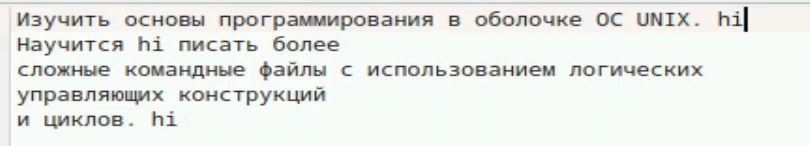 Изучить основы программирования в оболочке ОС UNIX. hi
Научится hi писать более
сложные командные файлы с использованием логических
управляющих конструкций
и циклов. hi